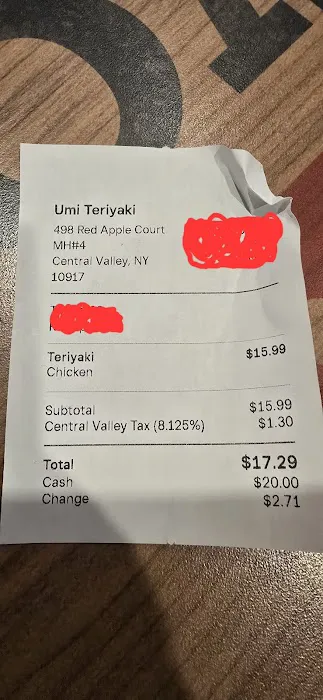 Umi Teriyaki
498 Red Apple Court
MH#4
Central Valley, NY
10917
Teriyaki Chicken $15.99
Subtotal $15.99
Central Valley Tax (8.125%) $1.30
Total $17.29
Cash $20.00
Change $2.71